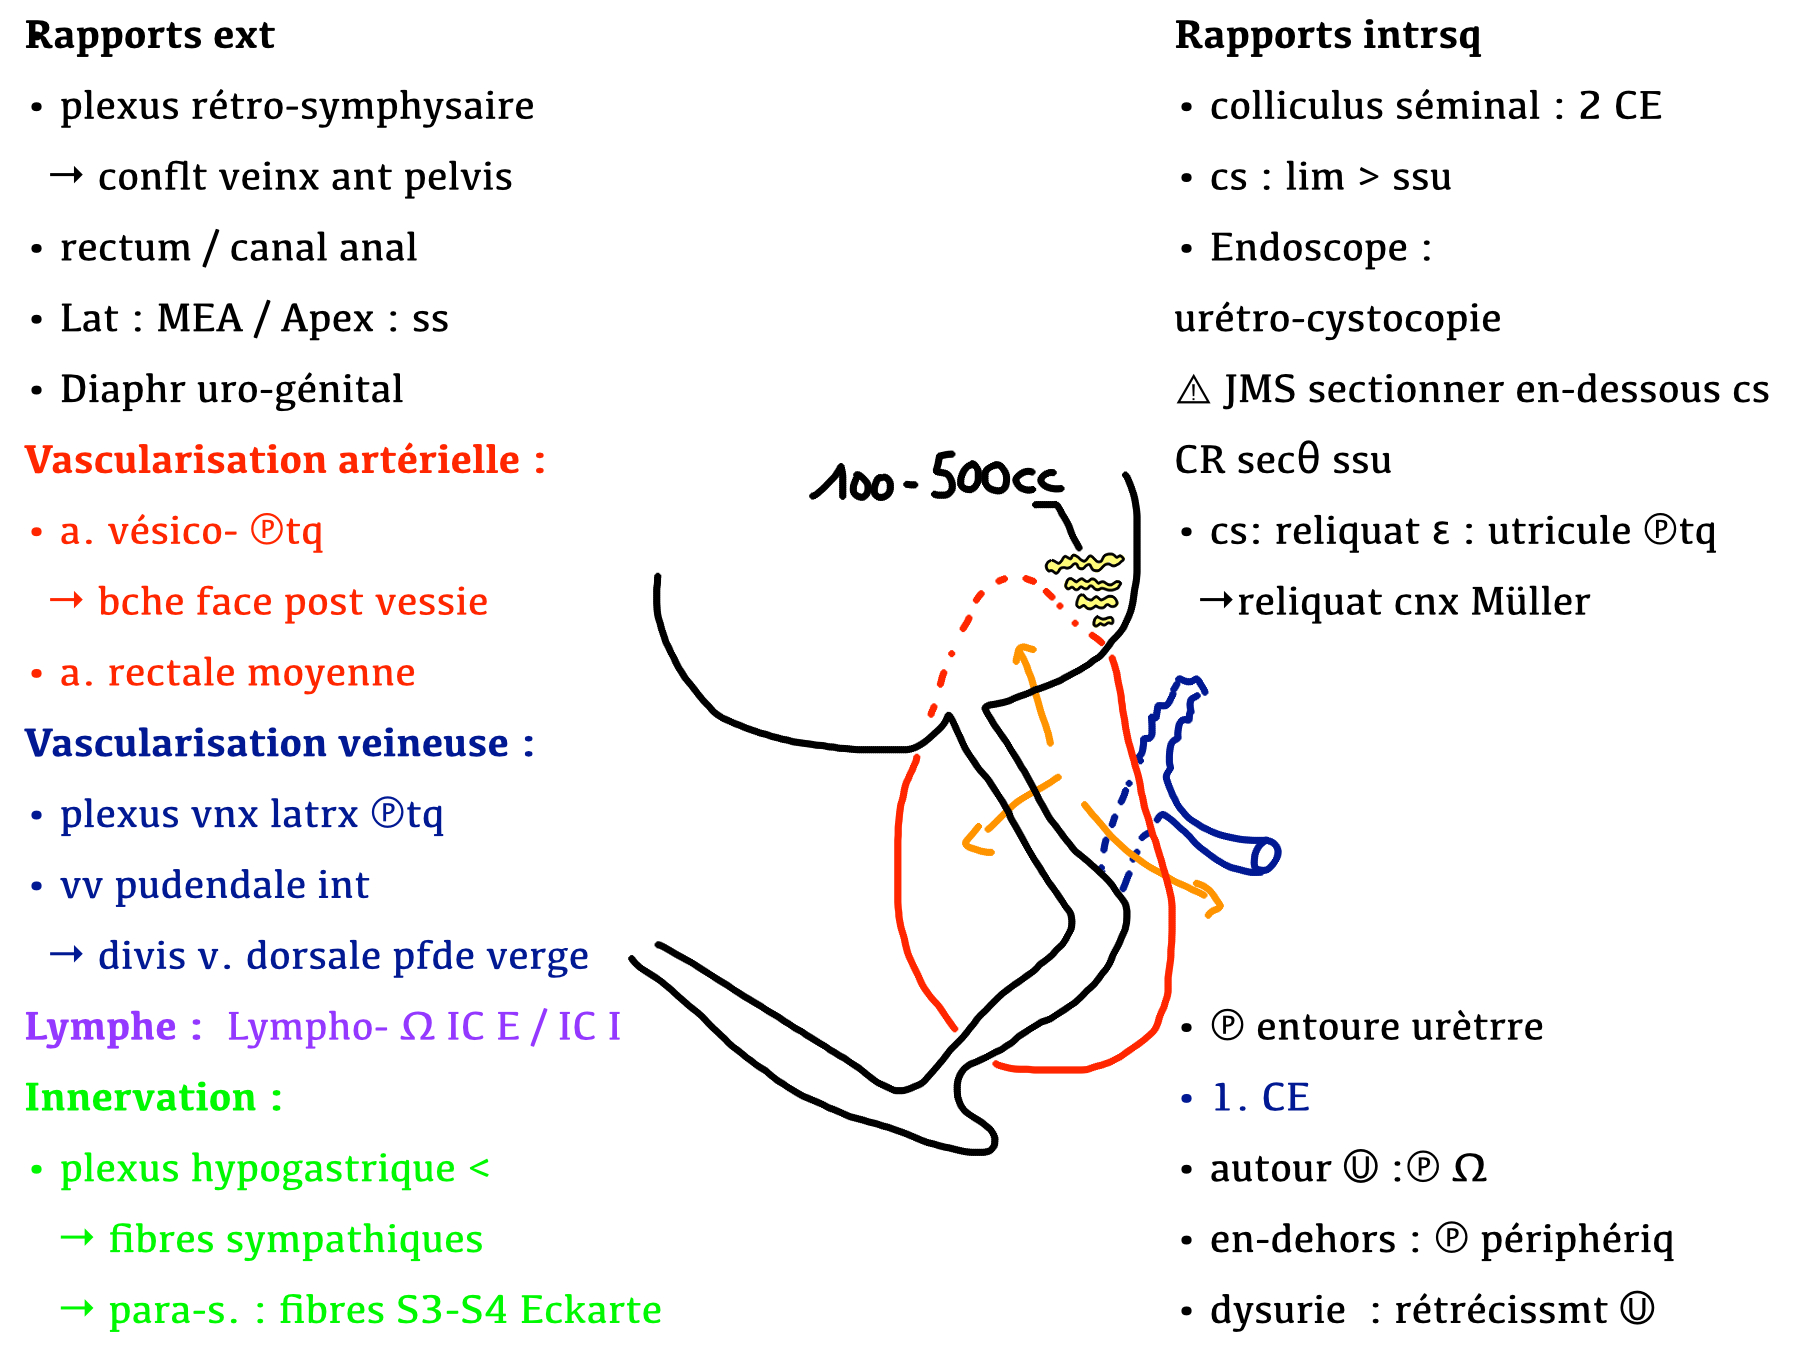 Rapports ext
• plexus rétro-symphysaire
→ conflt veinx ant pelvis
• rectum / canal anal
• Lat : MEA / Apex : ss
• Diaphr uro-génital
Vascularisation artérielle :
• a. vésico- Ⓟtq
→ bche face post vessie
• a. rectale moyenne
Vascularisation veineuse :
• plexus vnx latrx Ⓟtq
• vv pudendale int
→ divis v. dorsale pfde verge
Lymphe : Lympho- Ω IC E / IC I
Innervation :
• plexus hypogastrique <
→ fibres sympathiques
→ para-s. : fibres S3-S4 Eckarte
100-500cc
Rapports intrsq
• colliculus séminal : 2 CE
• cs : lim > ssu
• Endoscope :
urétro-cystocopie
⚠ JMS sectionner en-dessous cs
CR secθ ssu
• cs: reliquat ε : utricule Ⓟtq
→reliquat cnx Müller
• Ⓟ entoure urètrre
• 1. CE
• autour Ⓤ :Ⓟ Ω
• en-dehors : Ⓟ périphériq
• dysurie : rétrécissmt Ⓤ